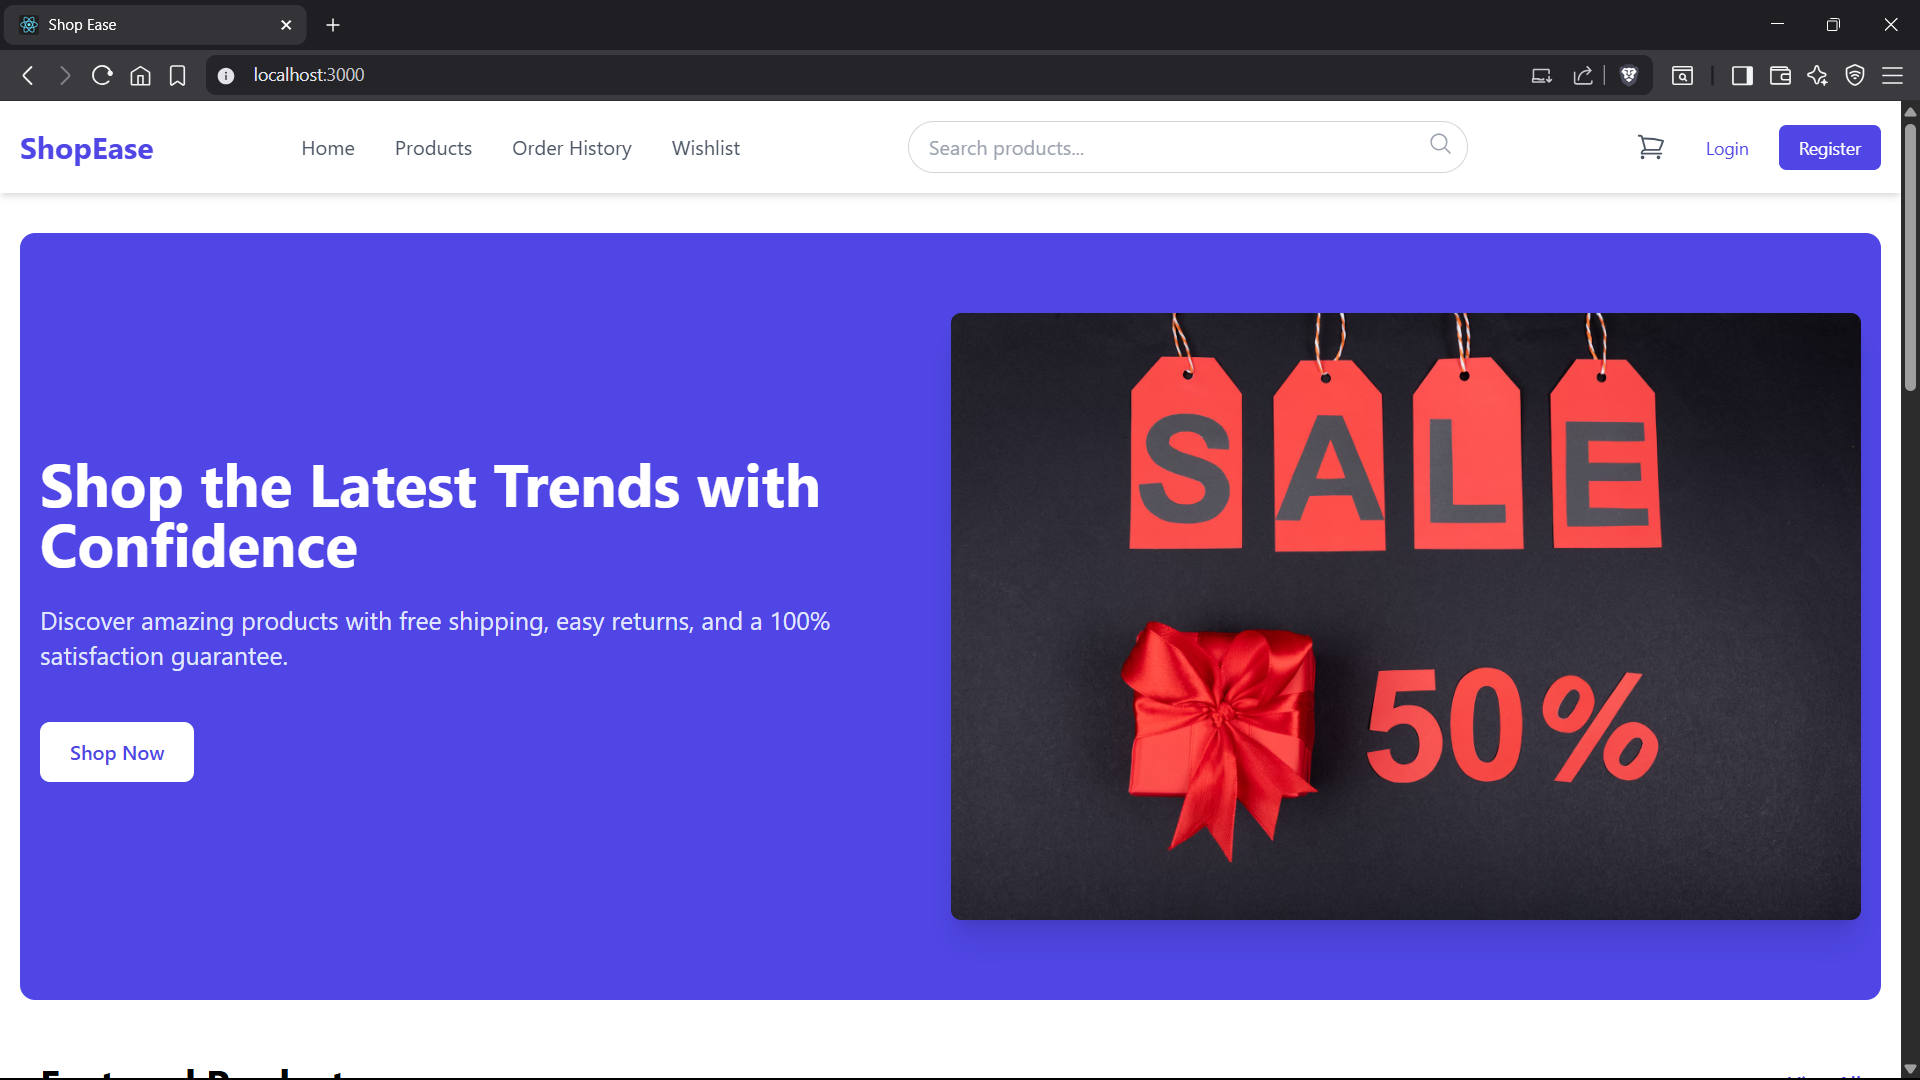 Shop Ease
localhost:3000
ShopEase
Home Products Order History Wishlist
Search products...
Login
Register
Shop the Latest Trends with
Confidence
Discover amazing products with free shipping, easy returns, and a 100%
satisfaction guarantee.
Shop Now
SALE
50%